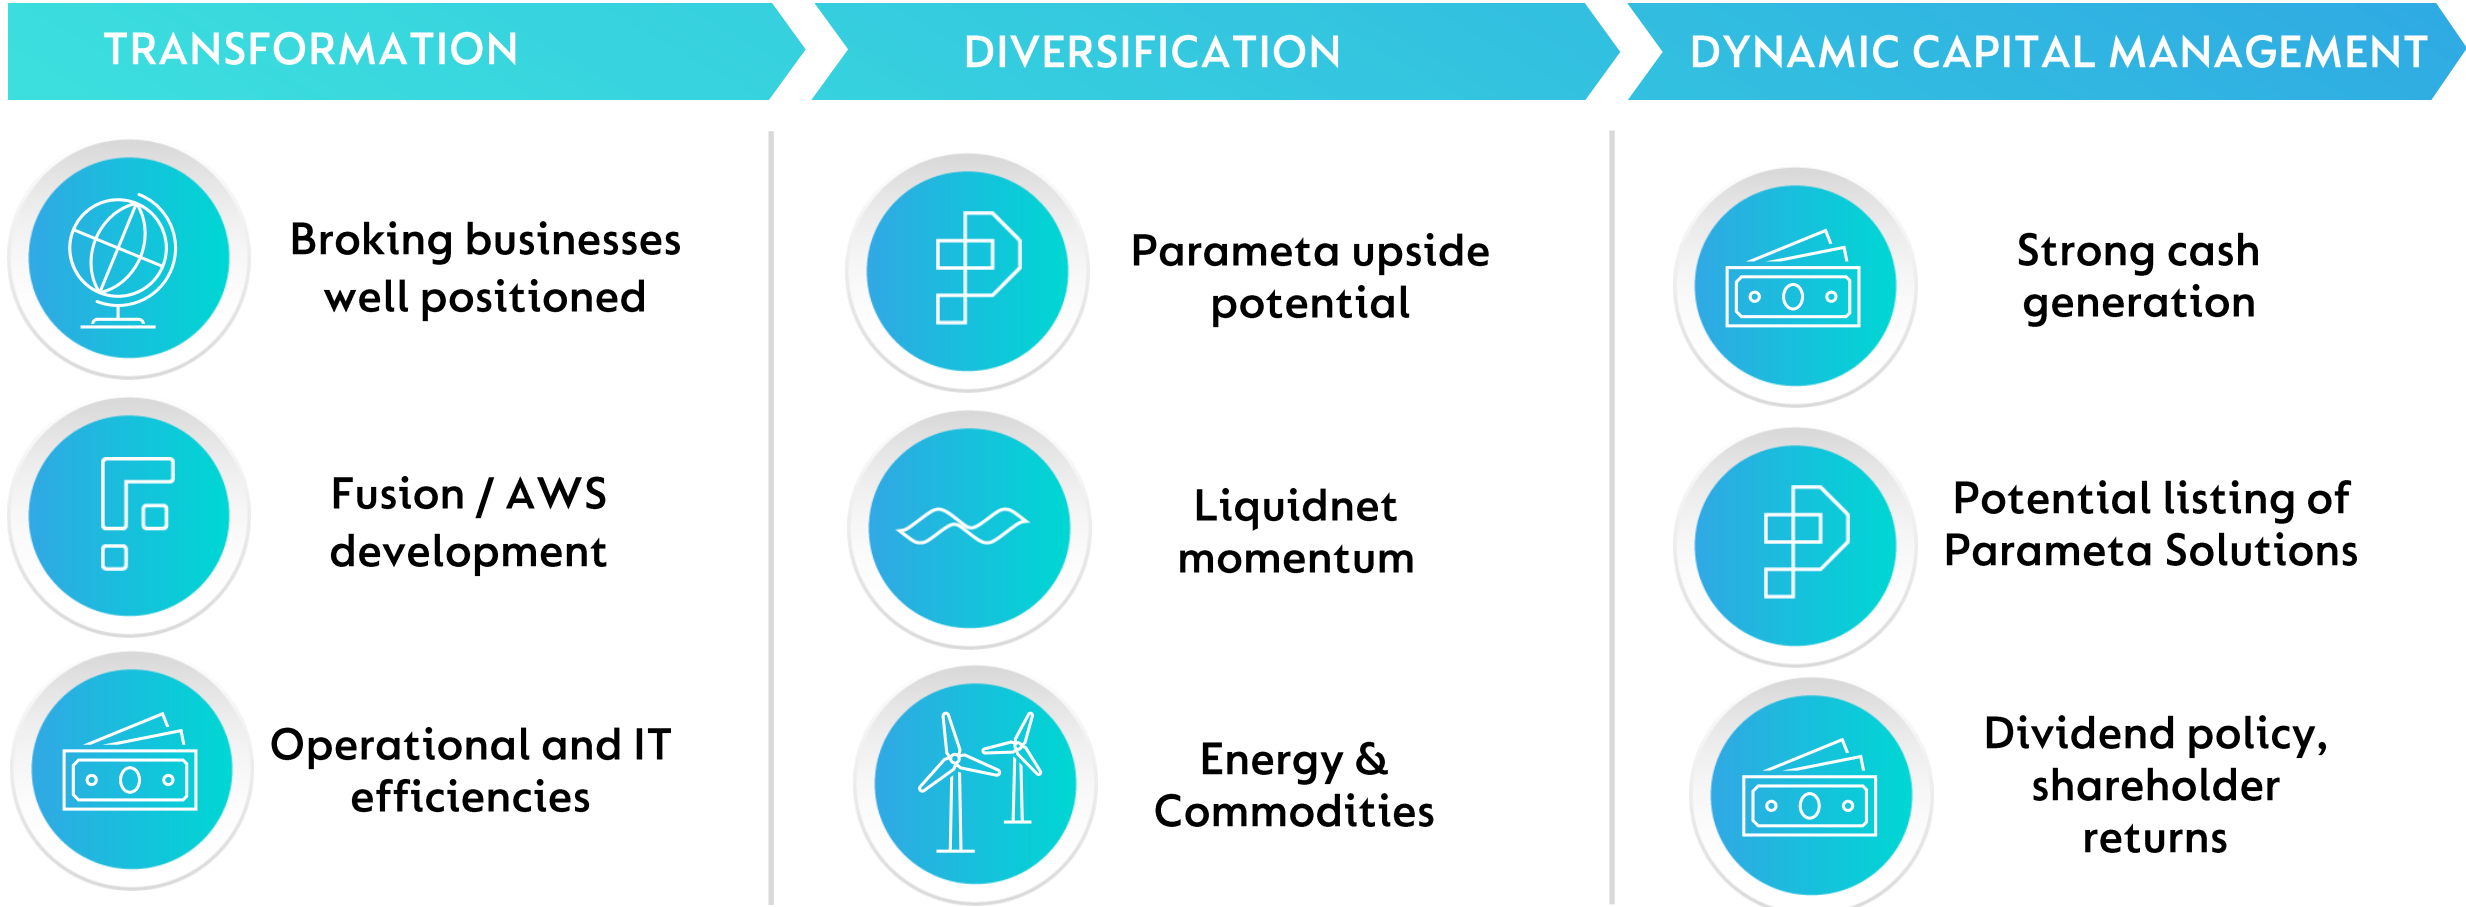 TRANSFORMATION
Broking businesses
well positioned
Fusion / AWS
development
Operational and IT
efficiencies
DIVERSIFICATION
Parameta upside
potential
Liquidnet
momentum
Energy &
Commodities
DYNAMIC CAPITAL MANAGEMENT
Strong cash
generation
Potential listing of
Parameta Solutions
Dividend policy,
shareholder
returns